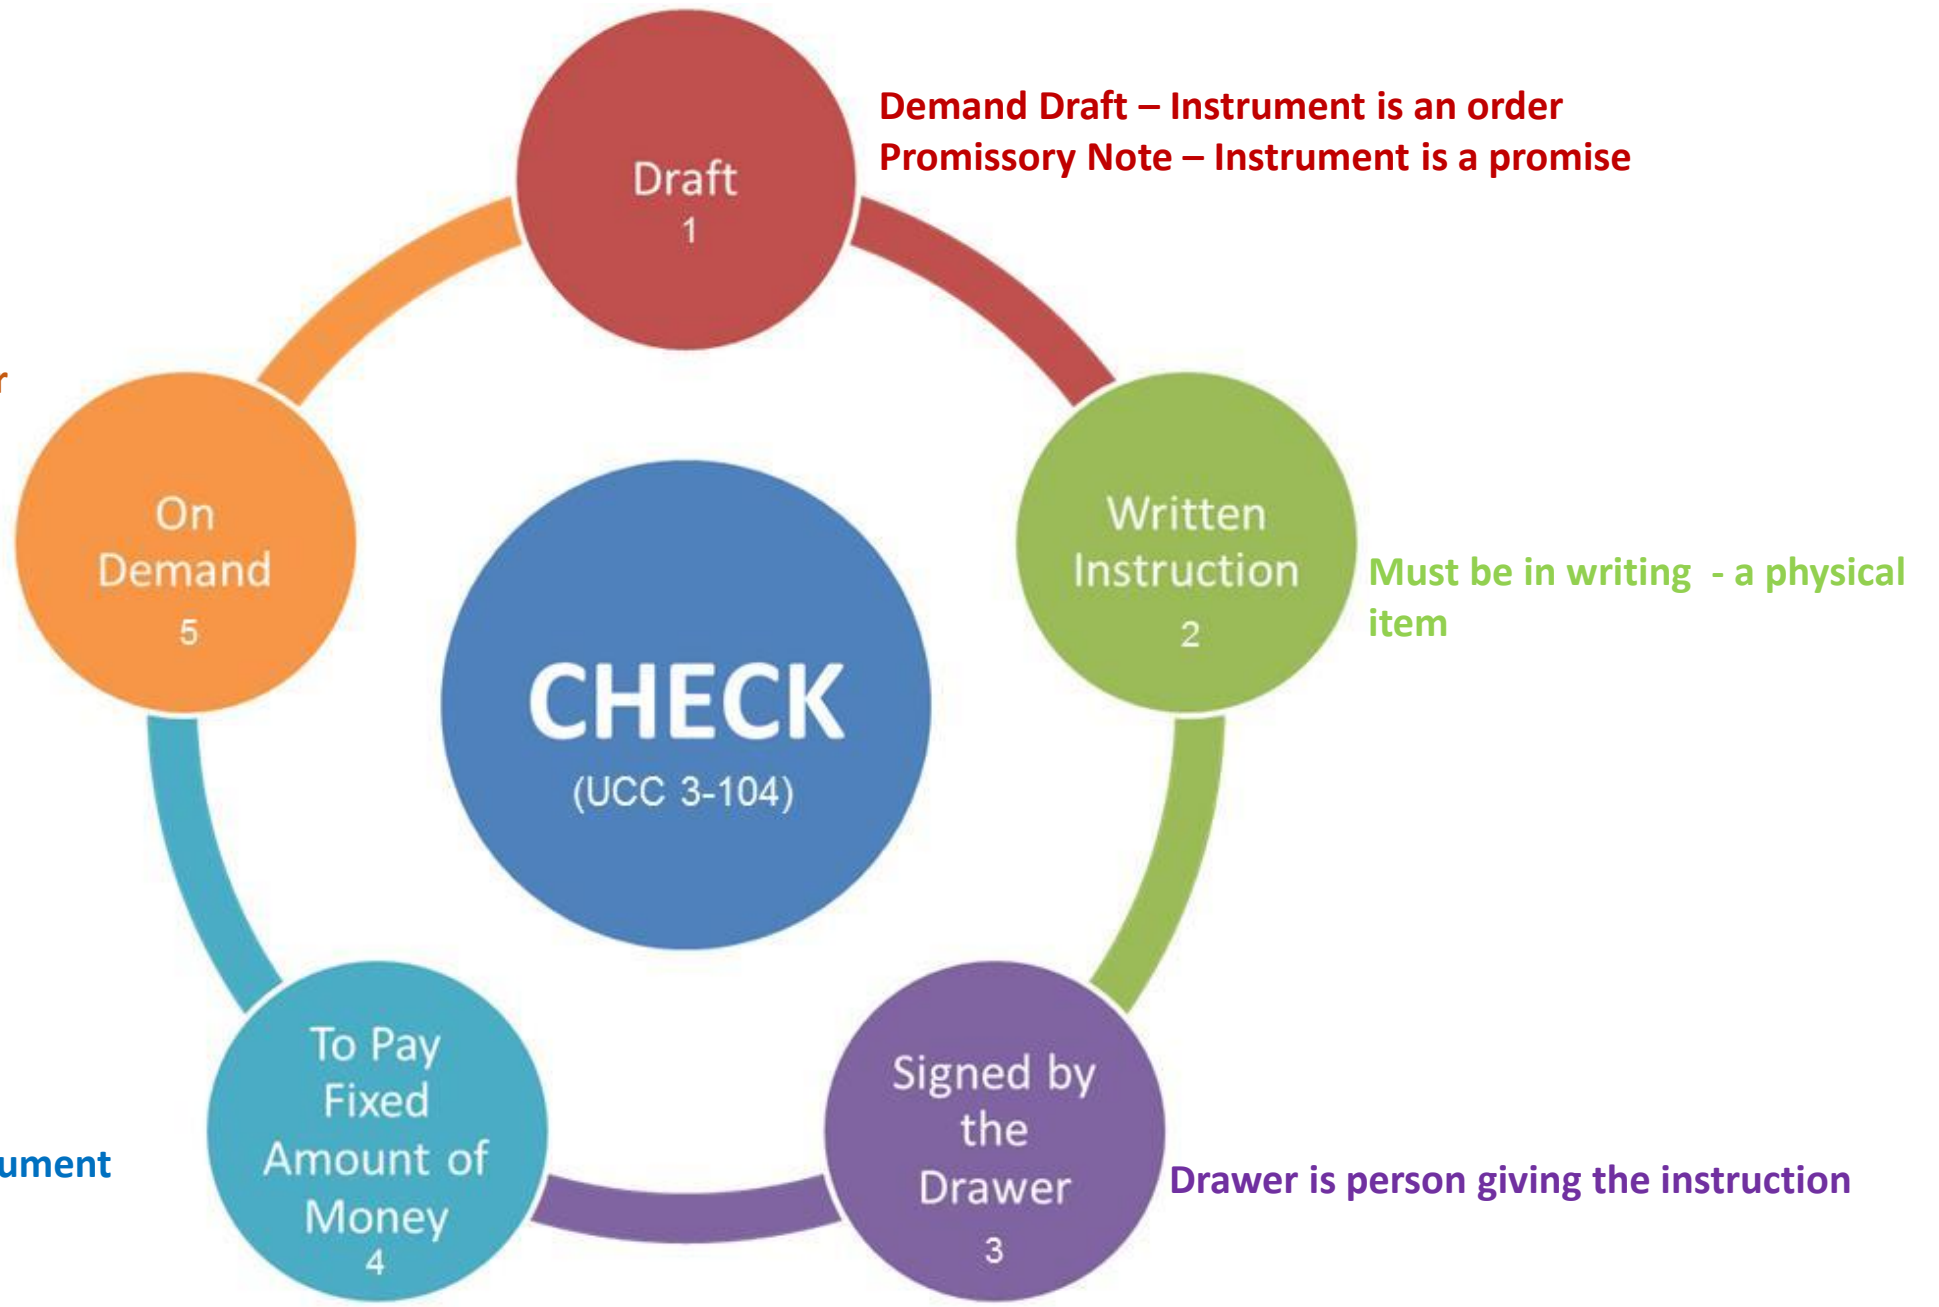 Draft
1
Demand Draft – Instrument is an order
Promissory Note – Instrument is a promise
Written
Instruction
2
Must be in writing - a physical
item
Signed by
the
Drawer
3
Drawer is person giving the instruction
To Pay
Fixed
Amount of
Money
4
On
Demand
5
CHECK
(UCC 3-104)